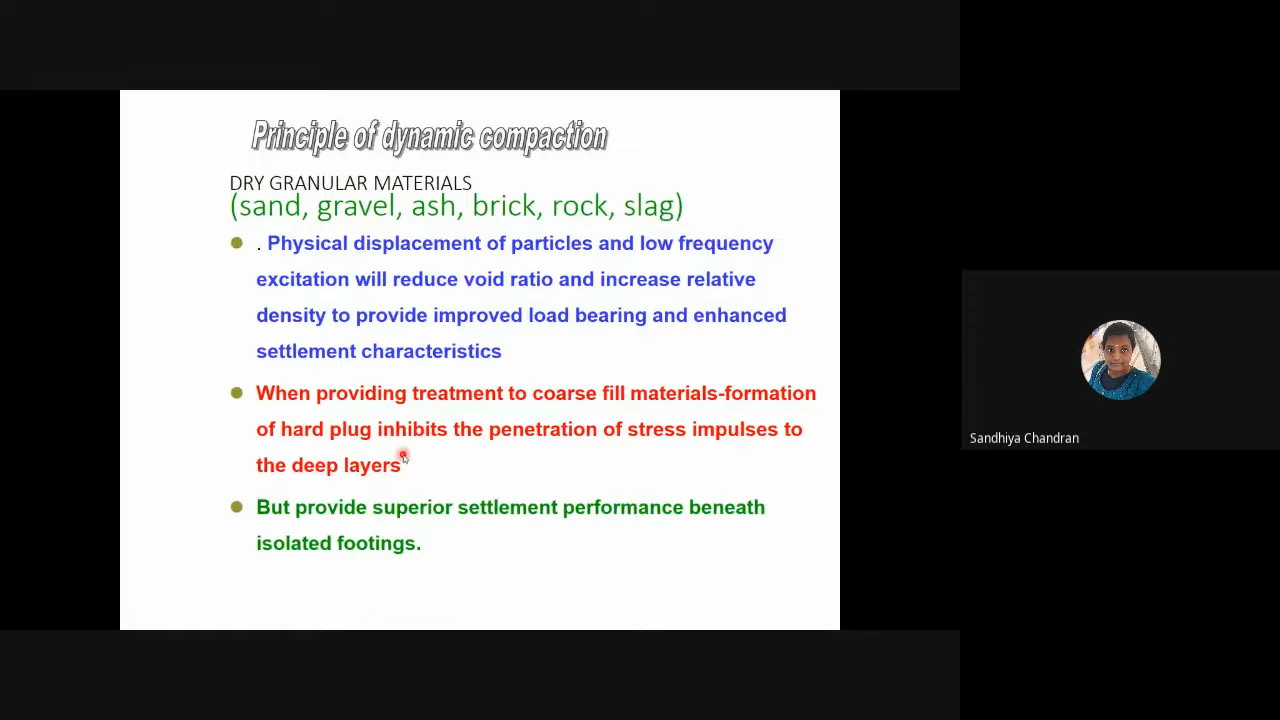 Principle of dynamic compaction
DRY GRANULAR MATERIALS
(sand, gravel, ash, brick, rock, slag)
. Physical displacement of particles and low frequency
excitation will reduce void ratio and increase relative
density to provide improved load bearing and enhanced
settlement characteristics
When providing treatment to coarse fill materials-formation
of hard plug inhibits the penetration of stress impulses to
the deep layers
But provide superior settlement performance beneath
isolated footings.
Sandhiya Chandran